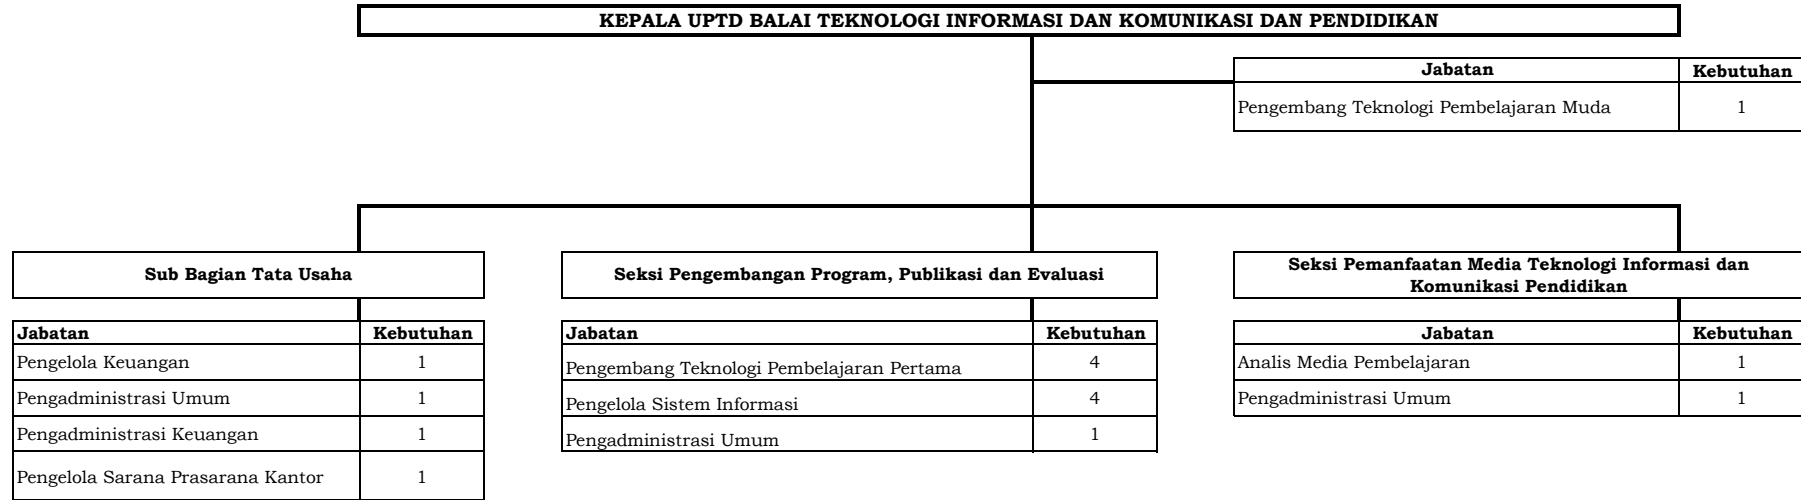 KEPALA UPTD BALAI TEKNOLOGI INFORMASI DAN KOMUNIKASI DAN PENDIDIKAN
Jabatan Kebutuhan
Pengembang Teknologi Pembelajaran Muda 1
Sub Bagian Tata Usaha
Jabatan Kebutuhan
Pengelola Keuangan 1
Pengadministrasi Umum 1
Pengadministrasi Keuangan 1
Pengelola Sarana Prasarana Kantor 1
Seksi Pengembangan Program, Publikasi dan Evaluasi
Jabatan Kebutuhan
Pengembang Teknologi Pembelajaran Pertama 4
Pengelola Sistem Informasi 4
Pengadministrasi Umum 1
Seksi Pemanfaatan Media Teknologi Informasi dan
Komunikasi Pendidikan
Jabatan Kebutuhan
Analis Media Pembelajaran 1
Pengadministrasi Umum 1